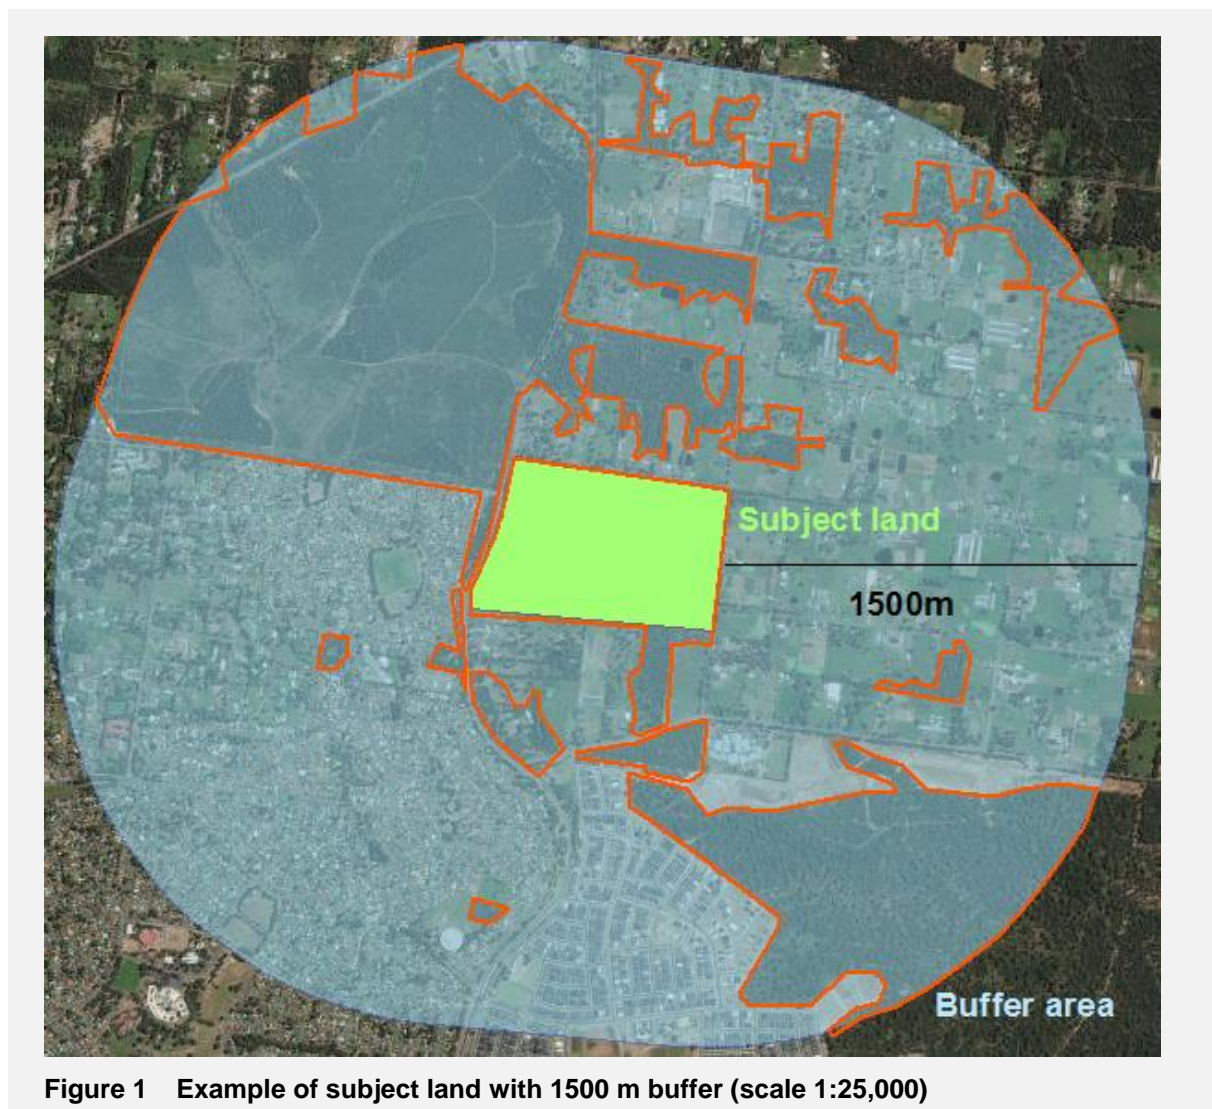 Subject land
1500m
Buffer area
Figure 1 Example of subject land with 1500 m buffer (scale 1:25,000)